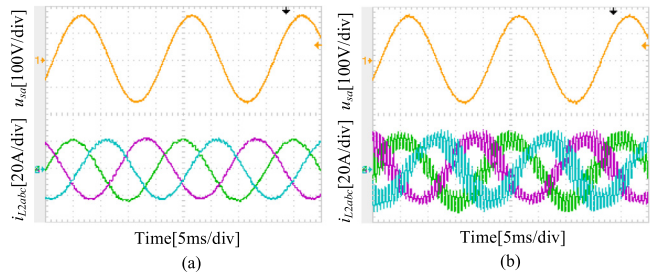 u_sa[100V/div]
i_L2abc[20A/div]
1
Time[5ms/div]
(a)
u_sa[100V/div]
i_L2abc[20A/div]
1
Time[5ms/div]
(b)